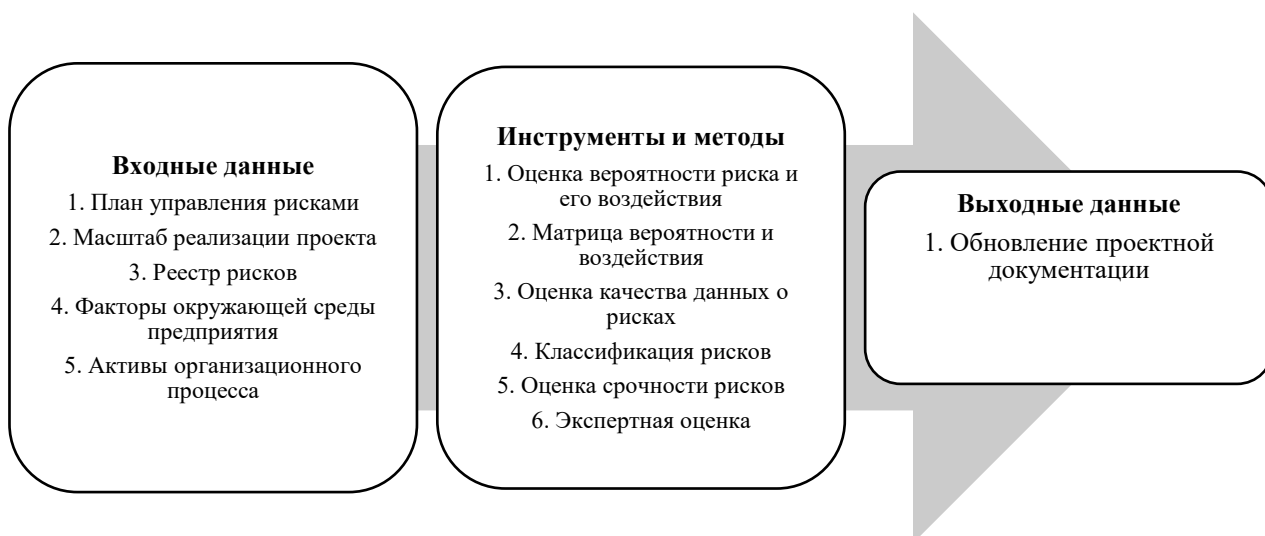 Входные данные
1. План управления рисками
2. Масштаб реализации проекта
3. Реестр рисков
4. Факторы окружающей среды
предприятия
5. Активы организационного
процесса
Инструменты и методы
1. Оценка вероятности риска и
его воздействия
2. Матрица вероятности и
воздействия
3. Оценка качества данных о
рисках
4. Классификация рисков
5. Оценка срочности рисков
6. Экспертная оценка
Выходные данные
1. Обновление проектной
документации